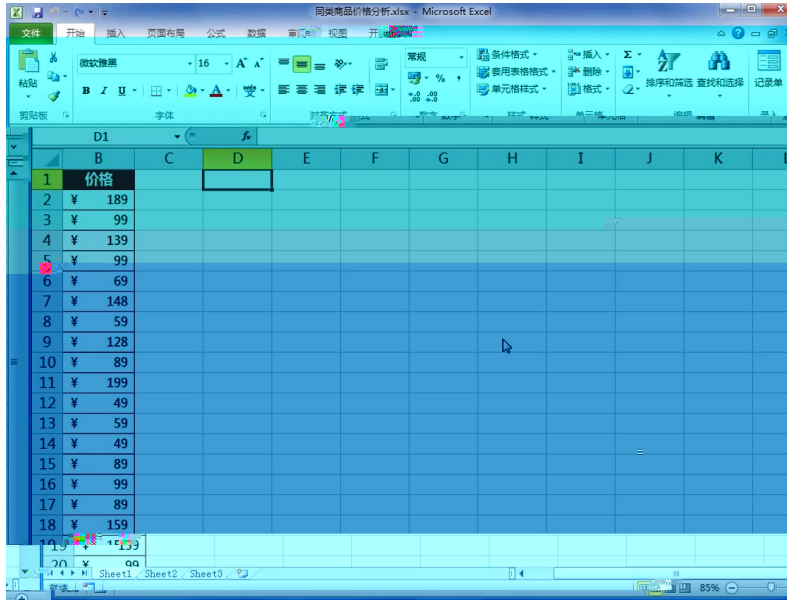 同类商品价格分析.xlsx - Microsoft Excel
文件 开始 插入 页面布局 公式 数据 视图
微软雅黑 16 常规 条件格式 插入 Σ
粘贴 套用表格格式 删除 排序和筛选 查找和选择 记录单
B I U % , 单元格样式 格式
剪贴板 字体
D1 fx
B C D E F G H I J K
1 价格
2 ¥ 189
3 ¥ 99
4 ¥ 139
5 ¥ 99
6 ¥ 69
7 ¥ 148
8 ¥ 59
9 ¥ 128
10 ¥ 89
11 ¥ 199
12 ¥ 49
13 ¥ 59
14 ¥ 49
15 ¥ 89
16 ¥ 99
17 ¥ 89
18 ¥ 159
19
20 ¥ 99
Sheet1 Sheet2 Sheet3
85%